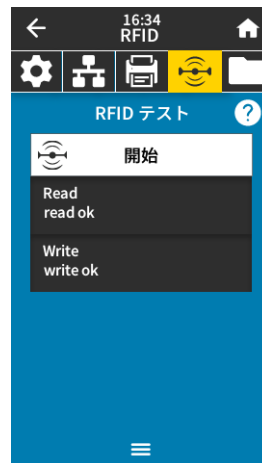 16:34
RFID
RFID テスト
?
開始
Read
read ok
Write
write ok